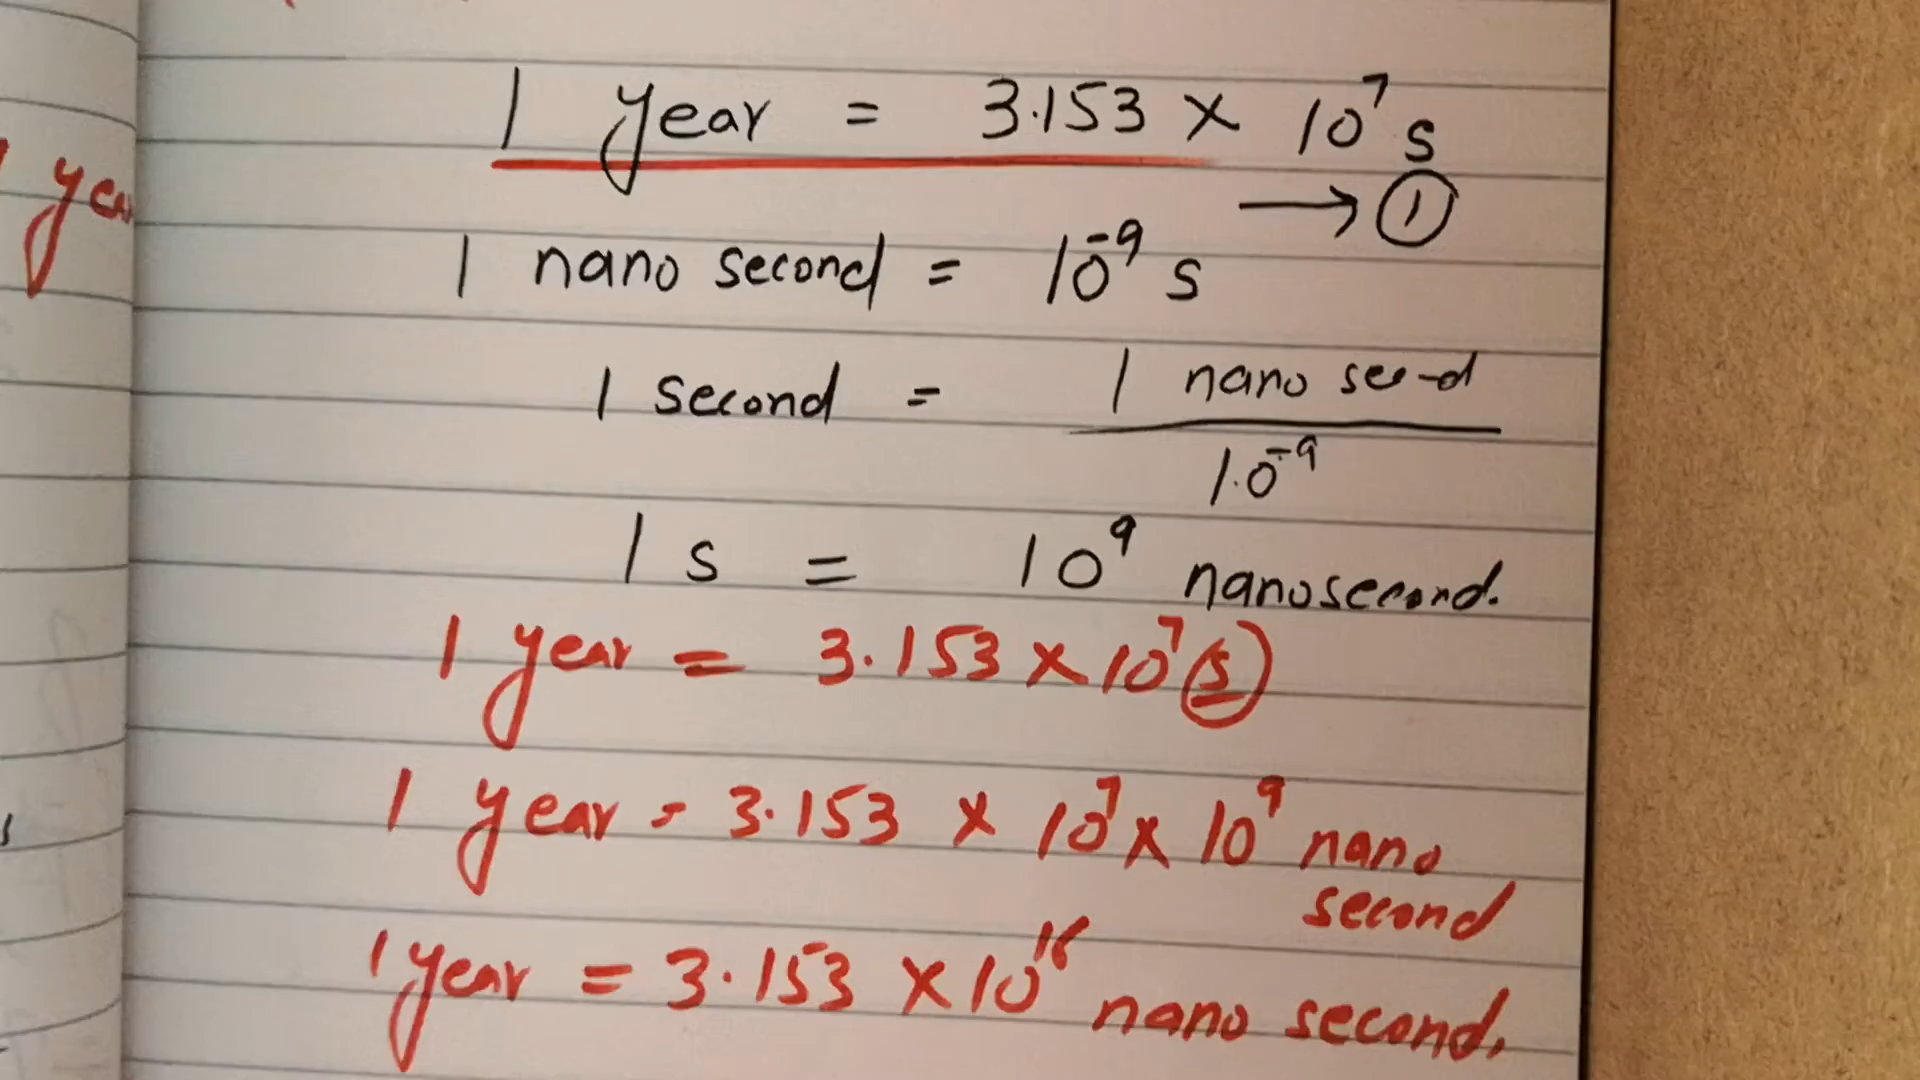 1 year = 3.153 × 10⁷ s
→ ①
year
1 nano second = 10⁻⁹ s
1 second = 1 nano second / 10⁻⁹
1 s = 10⁹ nanosecond.
1 year = 3.153 × 10⁷ s
1 year = 3.153 × 10⁷ × 10⁹ nano
second
1 year = 3.153 × 10¹⁶ nano second.